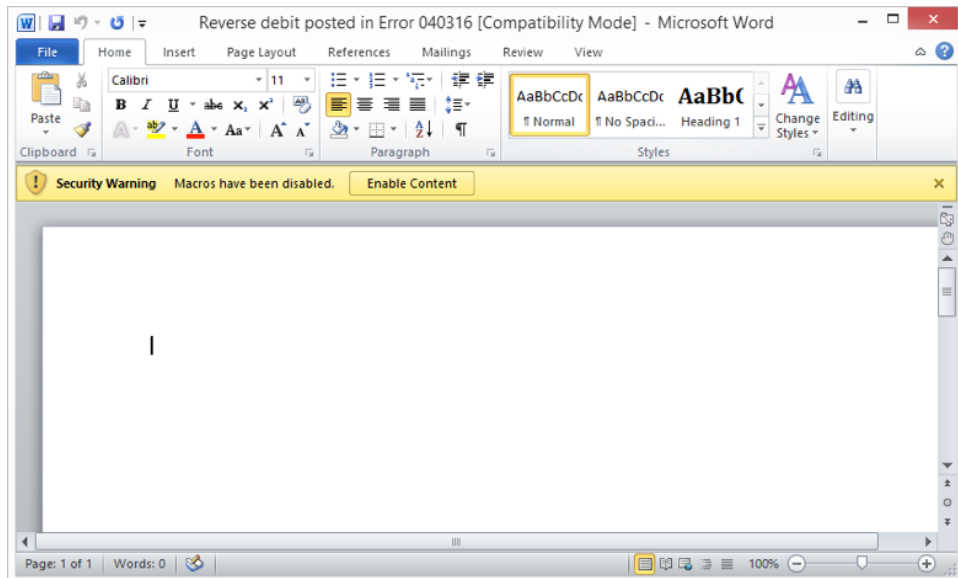 Reverse debit posted in Error 040316 [Compatibility Mode] - Microsoft Word
File Home Insert Page Layout References Mailings Review View
Calibri 11
AaBbCcDc AaBbCcDc AaBb(
Paste
B I U abe x₂ x² Aa A A
¶ Normal ¶ No Spaci... Heading 1
Change Styles
Editing
Clipboard Font Paragraph Styles
Security Warning Macros have been disabled. Enable Content
Page: 1 of 1 Words: 0 100%